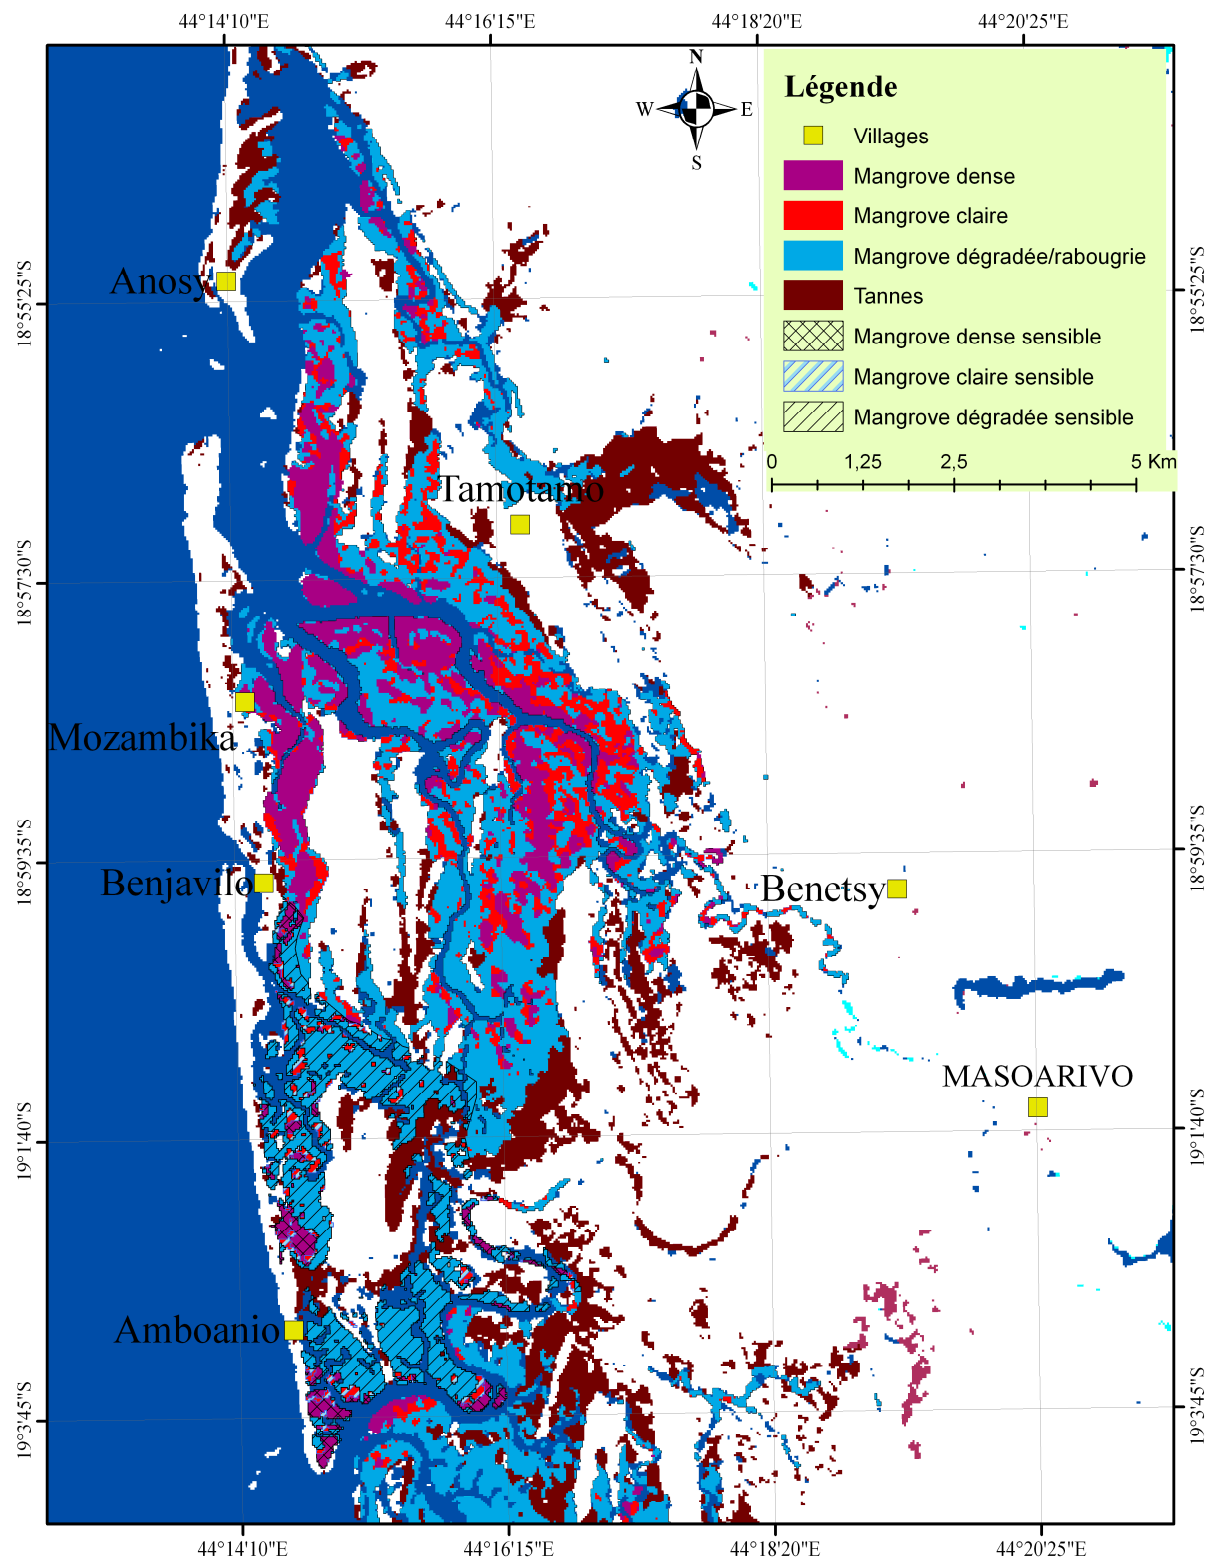 44°14'10"E 44°16'15"E 44°18'20"E 44°20'25"E
N
W E
S
Légende
Villages
Mangrove dense
Mangrove claire
Mangrove dégradée/rabougrie
Tannes
Mangrove dense sensible
Mangrove claire sensible
Mangrove dégradée sensible
0 1,25 2,5 5 Km
18°55'25"S 18°55'25"S
Anosy
Tamotamo
18°57'30"S 18°57'30"S
Mozambika
18°59'35"S 18°59'35"S
Benjavilo
Benetsy
MASOARIVO
19°1'40"S 19°1'40"S
Amboanio
19°3'45"S 19°3'45"S
44°14'10"E 44°16'15"E 44°18'20"E 44°20'25"E